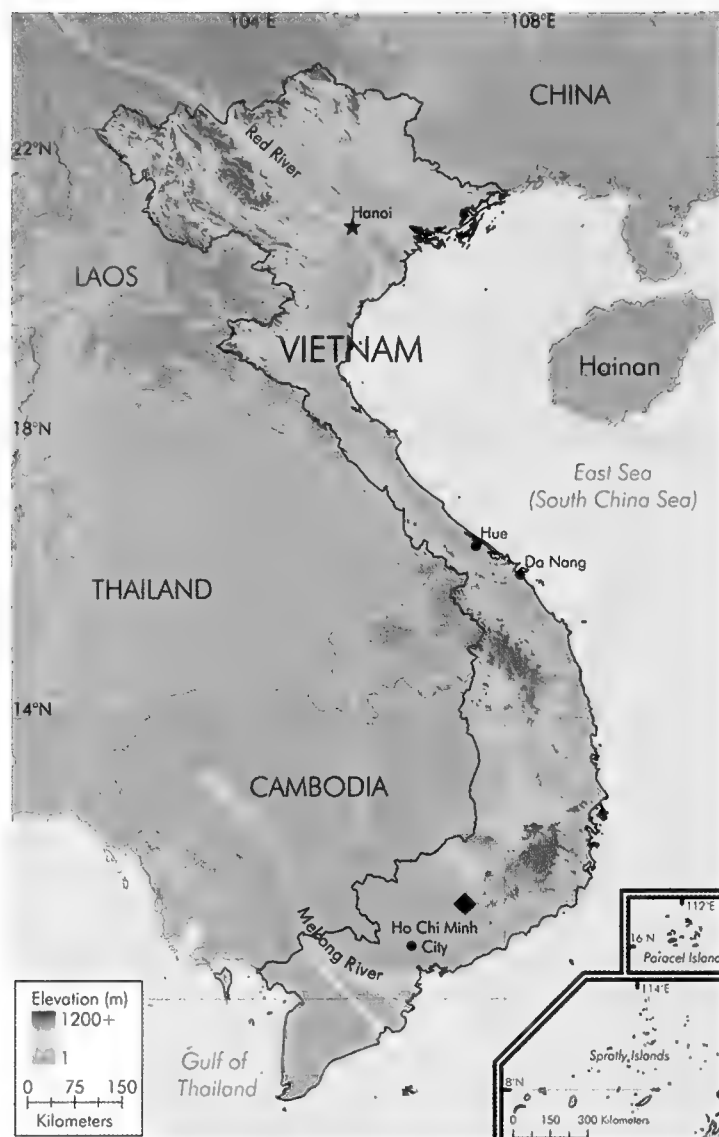 104°E
108°E
CHINA
22°N
Red River
Hanoi
LAOS
VIETNAM
Hainan
18°N
East Sea
(South China Sea)
Hue
Da Nang
THAILAND
14°N
CAMBODIA
Ho Chi Minh
City
Mekong River
112°E
16 N
Paracel Island
Elevation (m)
1200+
1
0 75 150
Kilometers
Gulf of
Thailand
114°E
Spratly Islands
8°N
0 150 300 Kilometers